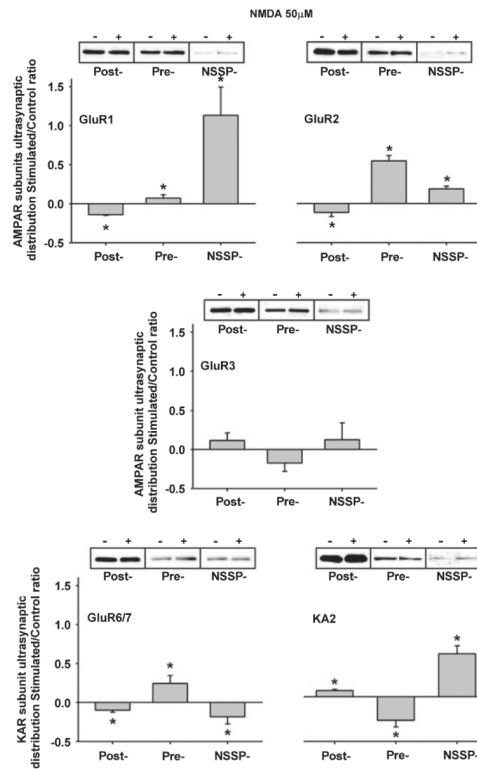 NMDA 50μM
- + - + - +
Post- Pre- NSSP-
AMPAR subunits ultrasynaptic
distribution Stimulated/Control ratio
1.5
1.0
0.5
0.0
-0.5
GluR1
*
*
*
Post- Pre- NSSP-
- + - + - +
Post- Pre- NSSP-
GluR2
*
*
*
Post- Pre- NSSP-
- + - + - +
Post- Pre- NSSP-
AMPAR subunit ultrasynaptic
distribution Stimulated/Control ratio
1.5
1.0
0.5
0.0
-0.5
GluR3
Post- Pre- NSSP-
- + - + - +
Post- Pre- NSSP-
KAR subunit ultrasynaptic
distribution Stimulated/Control ratio
1.5
1.0
0.5
0.0
-0.5
GluR6/7
*
*
*
Post- Pre- NSSP-
- + - + - +
Post- Pre- NSSP-
KA2
*
*
*
Post- Pre- NSSP-